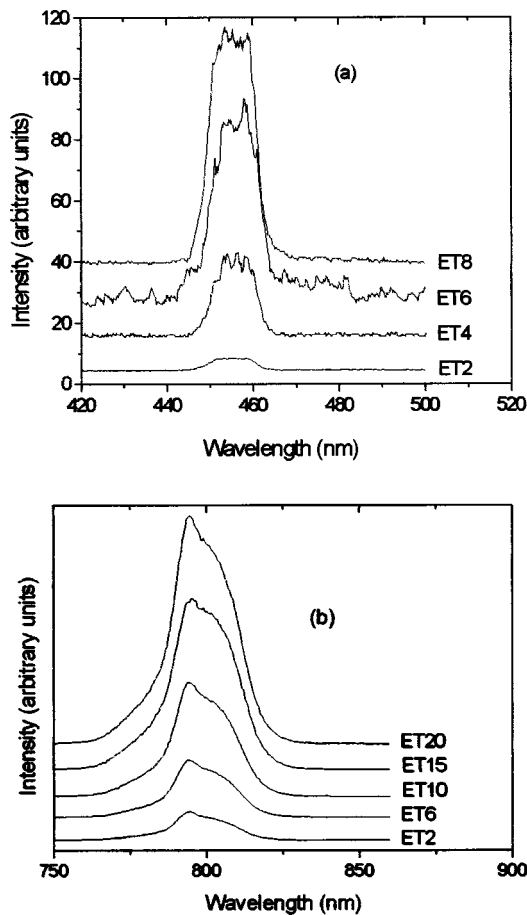 120
100
80
60
40
20
0
Intensity (arbitrary units)
(a)
ET8
ET6
ET4
ET2
420 440 460 480 500 520
Wavelength (nm)
Intensity (arbitrary units)
(b)
ET20
ET15
ET10
ET6
ET2
750 800 850 900
Wavelength (nm)